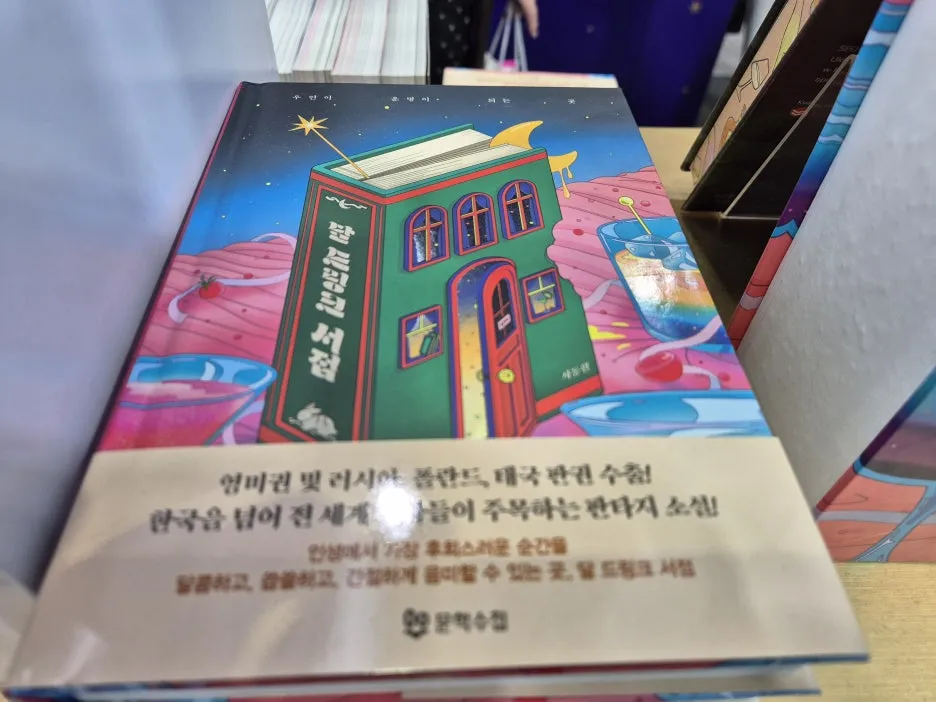 우연이 운명이 되는 곳
달 드링크 서점
서동원
영미권 및 러시아, 폴란드, 태국 판권 수출!
한국을 넘어 전 세계 주목하는 판타지 소설!
인생에서 가장 후회스러운 순간을
달콤하고, 씁쓸하고, 간절하게 음미할 수 있는 곳, 달 드링크 서점
문학수첩